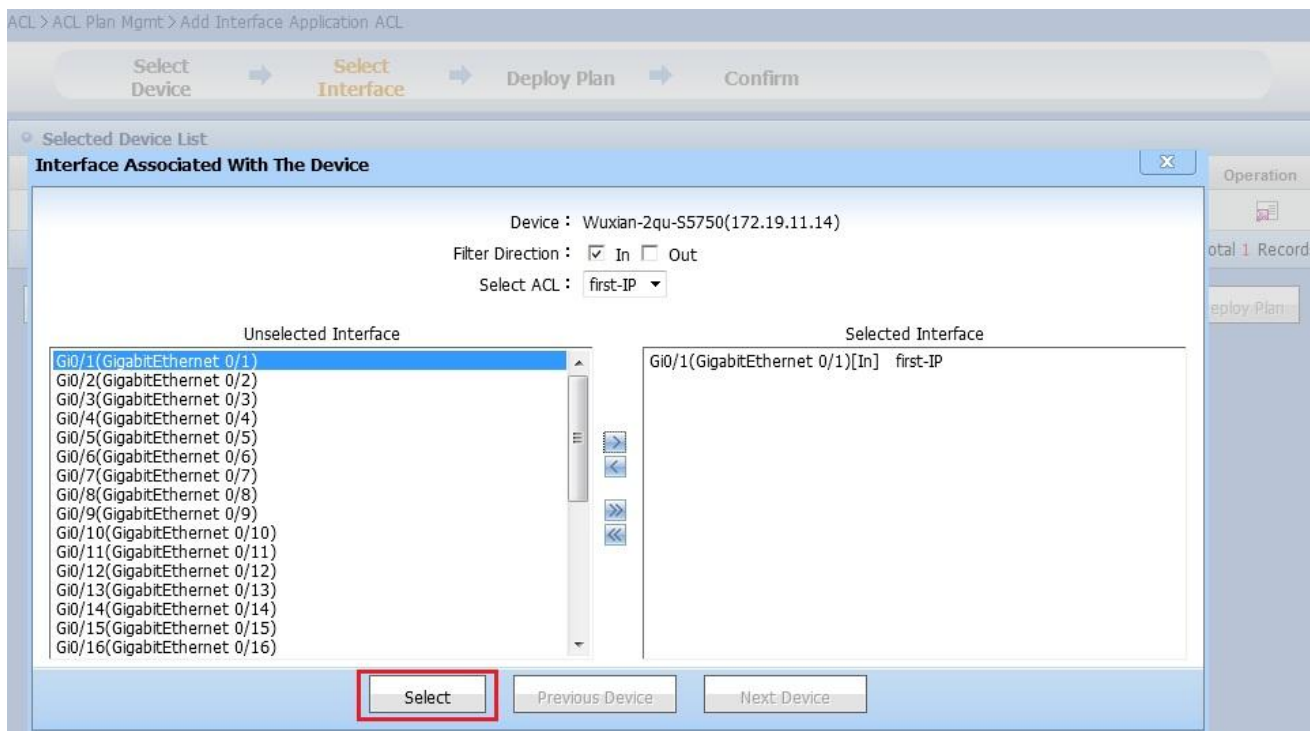 ACL > ACL Plan Mgmt > Add Interface Application ACL
Select Device
Select Interface
Deploy Plan
Confirm
Selected Device List
Interface Associated With The Device
Operation
Device : Wuxian-2qu-S5750(172.19.11.14)
Filter Direction : In Out
otal 1 Record
Select ACL : first-IP
eploy Plan
Unselected Interface
Selected Interface
Gi0/1(GigabitEthernet 0/1)
Gi0/2(GigabitEthernet 0/2)
Gi0/3(GigabitEthernet 0/3)
Gi0/4(GigabitEthernet 0/4)
Gi0/5(GigabitEthernet 0/5)
Gi0/6(GigabitEthernet 0/6)
Gi0/7(GigabitEthernet 0/7)
Gi0/8(GigabitEthernet 0/8)
Gi0/9(GigabitEthernet 0/9)
Gi0/10(GigabitEthernet 0/10)
Gi0/11(GigabitEthernet 0/11)
Gi0/12(GigabitEthernet 0/12)
Gi0/13(GigabitEthernet 0/13)
Gi0/14(GigabitEthernet 0/14)
Gi0/15(GigabitEthernet 0/15)
Gi0/16(GigabitEthernet 0/16)
Gi0/1(GigabitEthernet 0/1)[In] first-IP
Select
Previous Device
Next Device